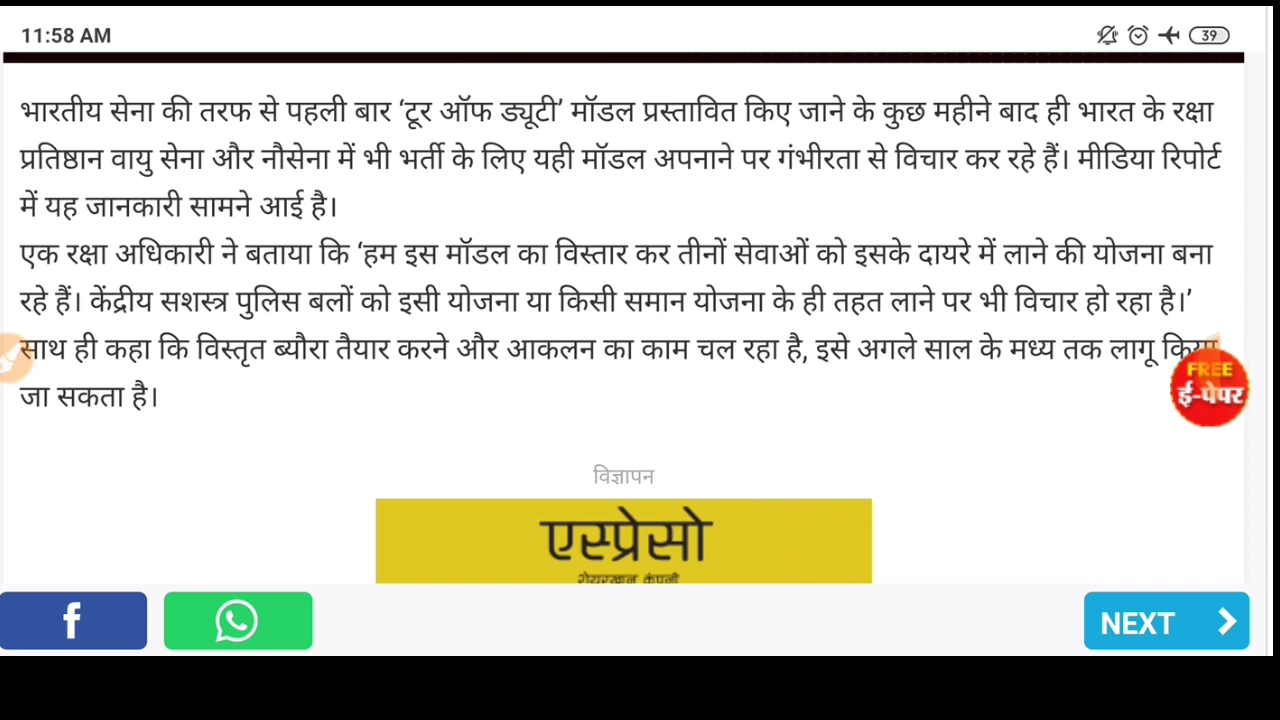 11:58 AM
39
भारतीय सेना की तरफ से पहली बार ‘टूर ऑफ ड्यूटी’ मॉडल प्रस्तावित किए जाने के कुछ महीने बाद ही भारत के रक्षा
प्रतिष्ठान वायु सेना और नौसेना में भी भर्ती के लिए यही मॉडल अपनाने पर गंभीरता से विचार कर रहे हैं। मीडिया रिपोर्ट
में यह जानकारी सामने आई है।
एक रक्षा अधिकारी ने बताया कि ‘हम इस मॉडल का विस्तार कर तीनों सेवाओं को इसके दायरे में लाने की योजना बना
रहे हैं। केंद्रीय सशस्त्र पुलिस बलों को इसी योजना या किसी समान योजना के ही तहत लाने पर भी विचार हो रहा है।’
साथ ही कहा कि विस्तृत ब्यौरा तैयार करने और आकलन का काम चल रहा है, इसे अगले साल के मध्य तक लागू किया
जा सकता है।
FREE
ई-पेपर
विज्ञापन
एस्प्रेसो
शेयरखान कंपनी
NEXT